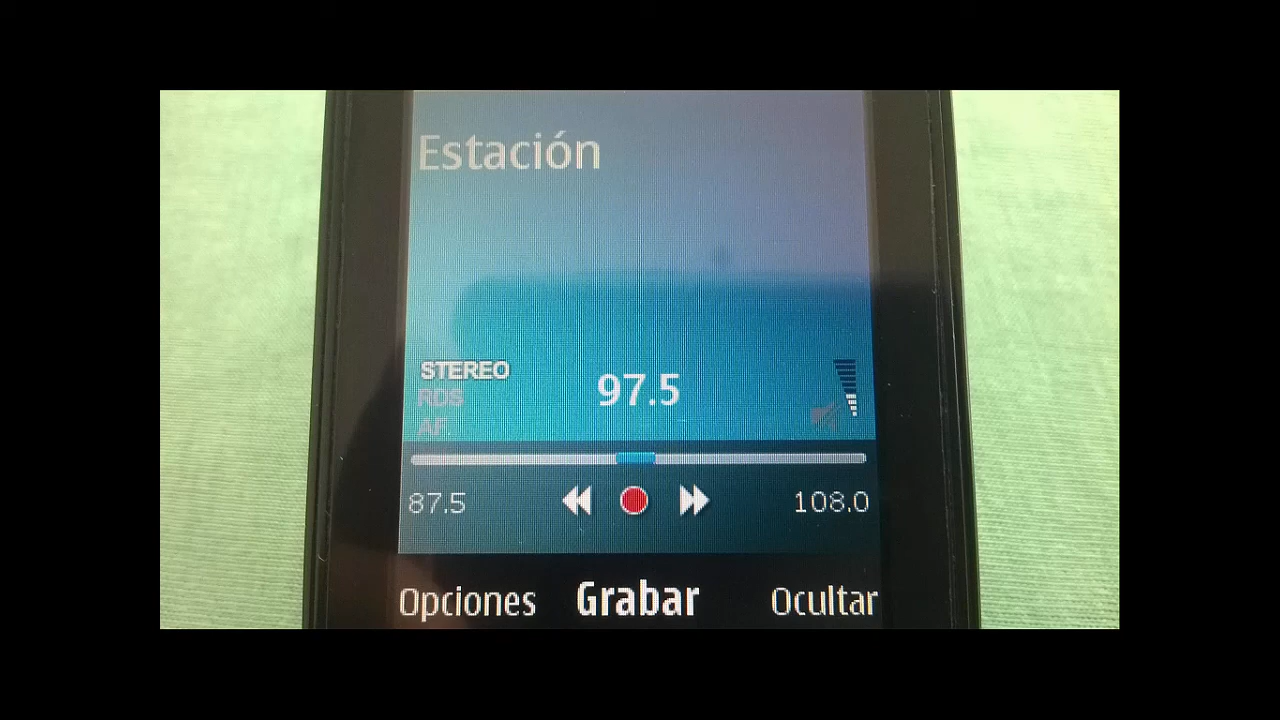 Estación
STEREO
RDS
AF
97.5
87.5 108.0
Opciones Grabar Ocultar